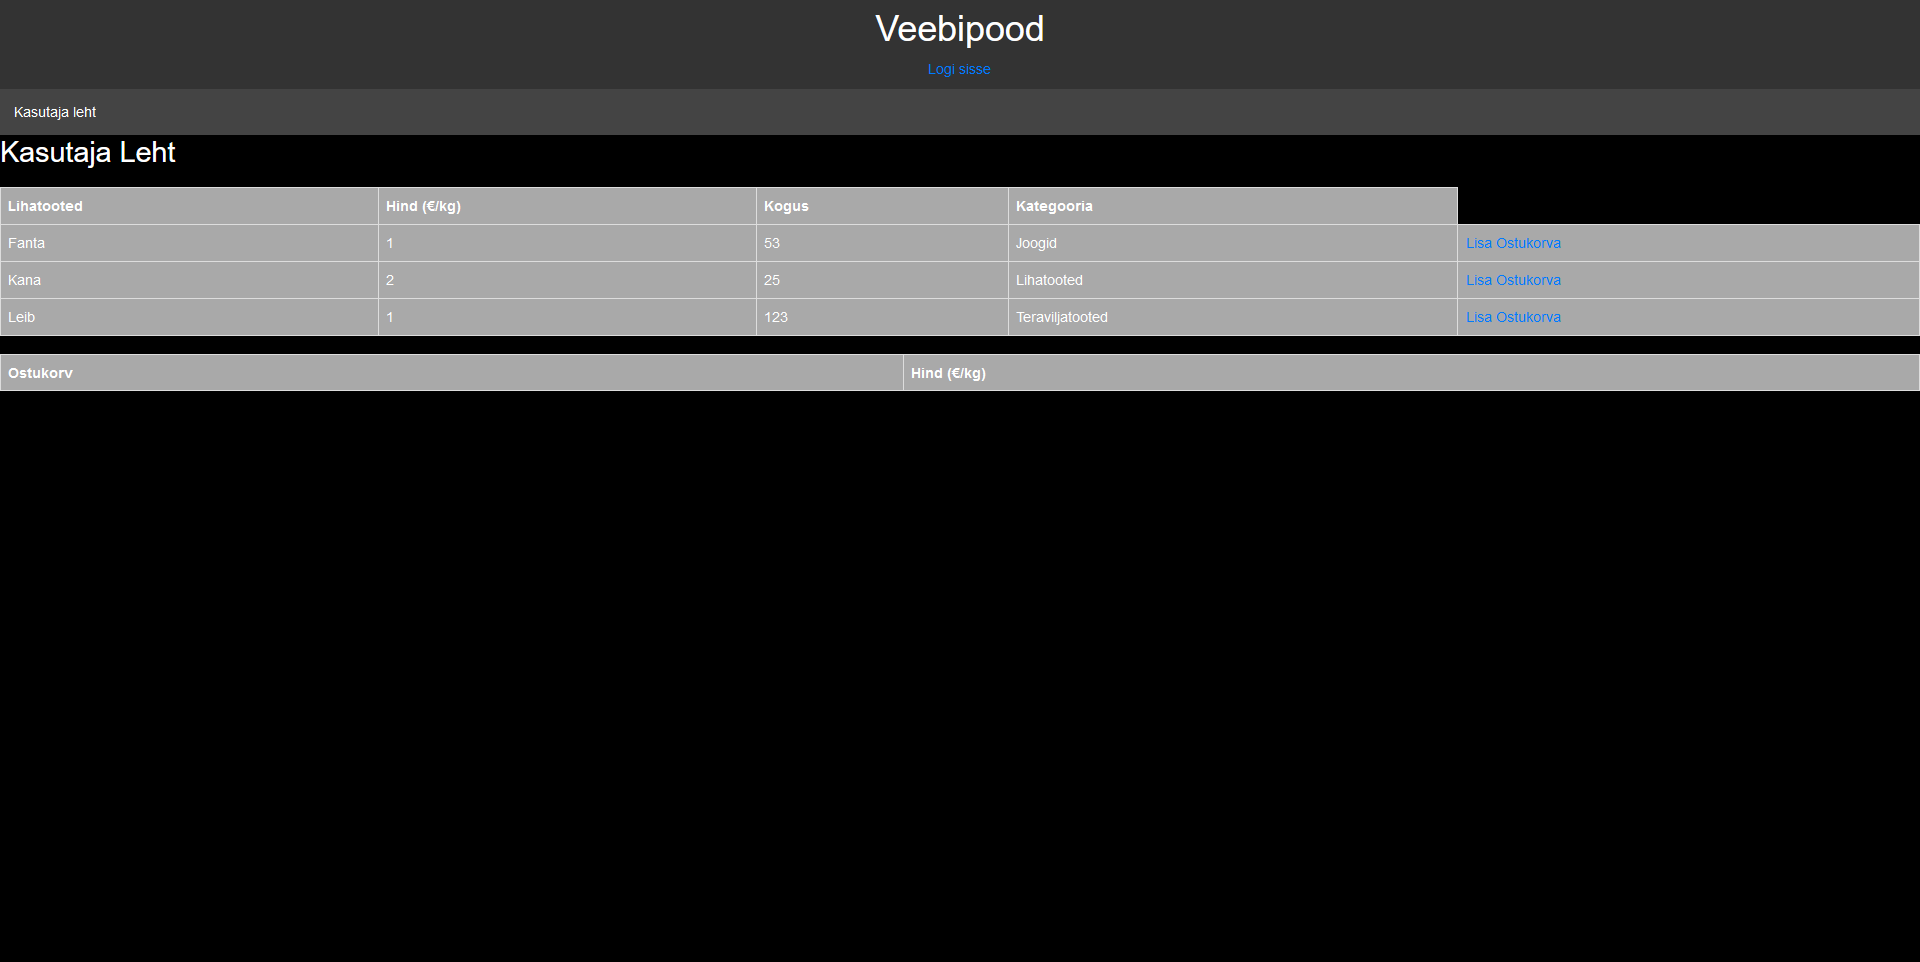 Veebipood
Logi sisse
Kasutaja leht
Kasutaja Leht
Lihatooted Hind (€/kg) Kogus Kategooria
Fanta 1 53 Joogid Lisa Ostukorva
Kana 2 25 Lihatooted Lisa Ostukorva
Leib 1 123 Teraviljatooted Lisa Ostukorva
Ostukorv Hind (€/kg)